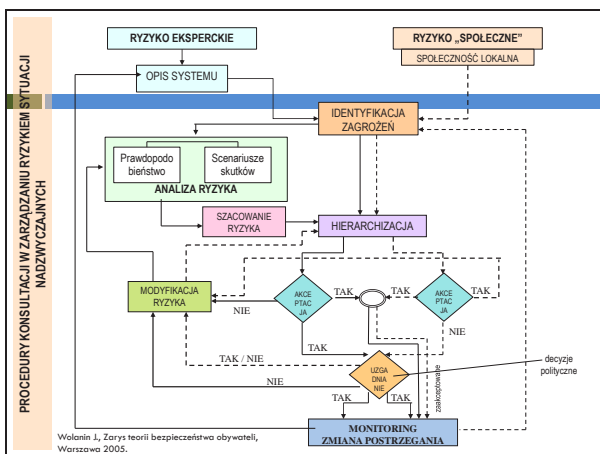 PROCEDURY KONSULTACJI W ZARZĄDZANIU RYZYKIEM SYTUACJI
NADZWYCZAJNYCH
RYZYKO EKSPERCKIE
RYZYKO „SPOŁECZNE”
SPOŁECZNOŚĆ LOKALNA
OPIS SYSTEMU
IDENTYFIKACJA
ZAGROŻEŃ
Prawdopodo
bieństwo
Scenariusze
skutków
ANALIZA RYZYKA
SZACOWANIE
RYZYKA
HIERARCHIZACJA
MODYFIKACJA
RYZYKA
NIE
AKCE
PTAC
JA
TAK
TAK
AKCE
PTAC
JA
TAK
TAK
NIE
TAK / NIE
NIE
UZGA
DNIA
NIE
decyzje
polityczne
zaakceptowane
TAK
TAK
MONITORING
ZMIANA POSTRZEGANIA
Wolanin J., Zarys teorii bezpieczeństwa obywateli,
Warszawa 2005.